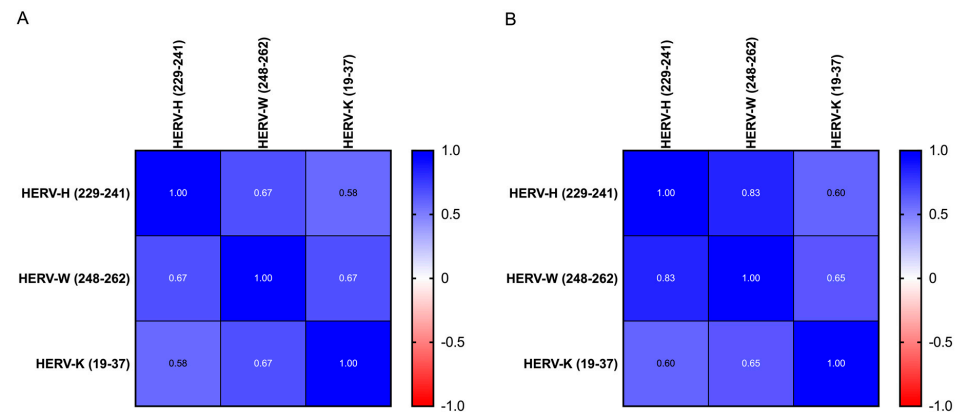 A
HERV-H (229-241)
HERV-W (248-262)
HERV-K (19-37)
HERV-H (229-241) 1.00 0.67 0.58
HERV-W (248-262) 0.67 1.00 0.67
HERV-K (19-37) 0.58 0.67 1.00
1.0
0.5
0
-0.5
-1.0
B
HERV-H (229-241)
HERV-W (248-262)
HERV-K (19-37)
HERV-H (229-241) 1.00 0.83 0.60
HERV-W (248-262) 0.83 1.00 0.65
HERV-K (19-37) 0.60 0.65 1.00
1.0
0.5
0
-0.5
-1.0